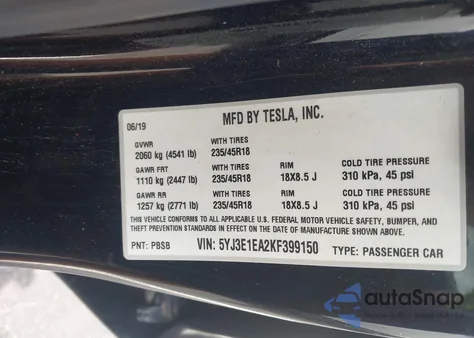 06/19 MFD BY TESLA, INC.
GVWR WITH TIRES
2060 kg (4541 lb) 235/45R18
GAWR FRT WITH TIRES RIM COLD TIRE PRESSURE
1110 kg (2447 lb) 235/45R18 18X8.5 J 310 kPa, 45 psi
GAWR RR WITH TIRES RIM COLD TIRE PRESSURE
1257 kg (2771 lb) 235/45R18 18X8.5 J 310 kPa, 45 psi
THIS VEHICLE CONFORMS TO ALL APPLICABLE U.S. FEDERAL MOTOR VEHICLE SAFETY, BUMPER, AND
THEFT PREVENTION STANDARDS IN EFFECT ON THE DATE OF MANUFACTURE SHOWN ABOVE.
PNT: PBSB VIN: 5YJ3E1EA2KF399150 TYPE: PASSENGER CAR
autoSnap